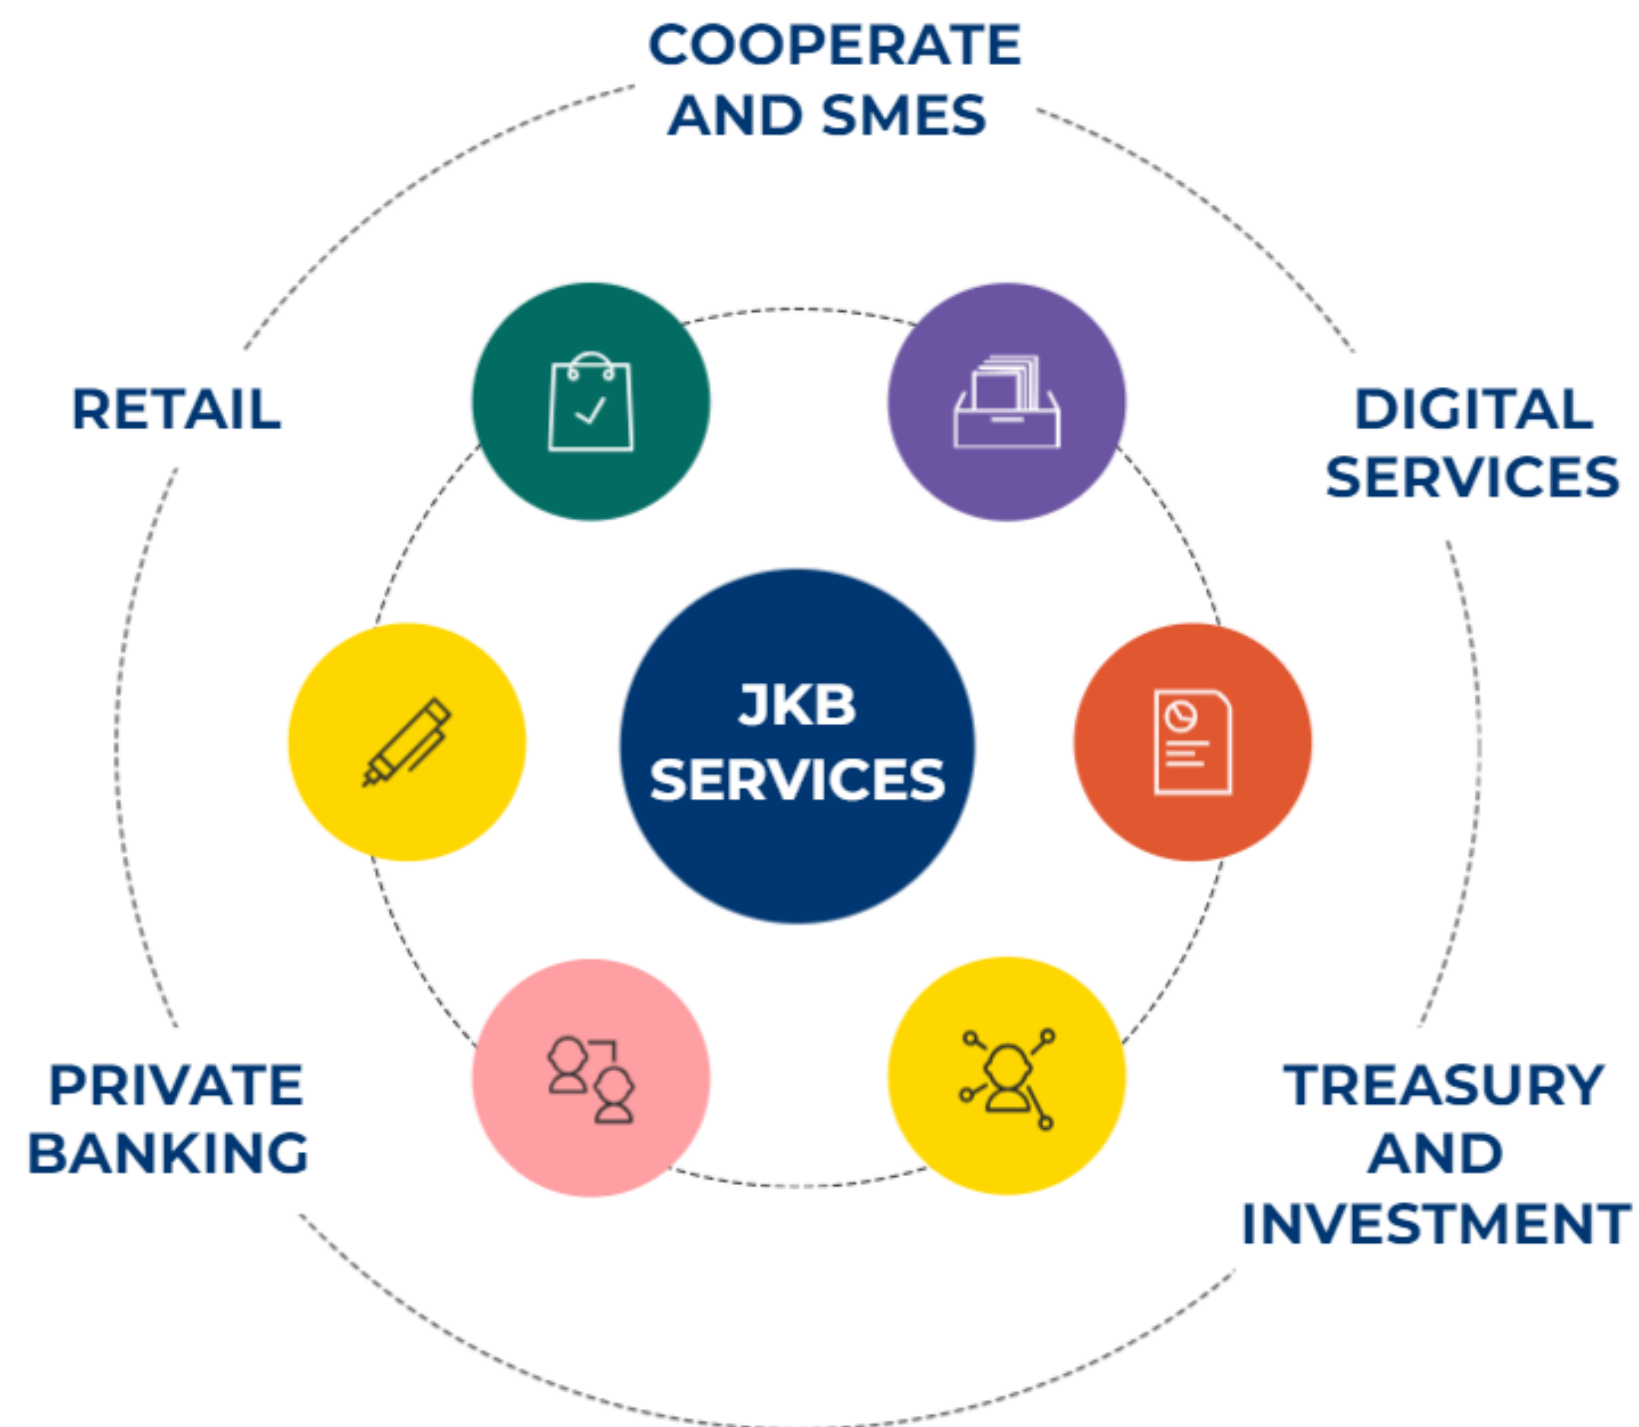 COOPERATE
AND SMES
RETAIL
DIGITAL
SERVICES
JKB
SERVICES
PRIVATE
BANKING
TREASURY
AND
INVESTMENT